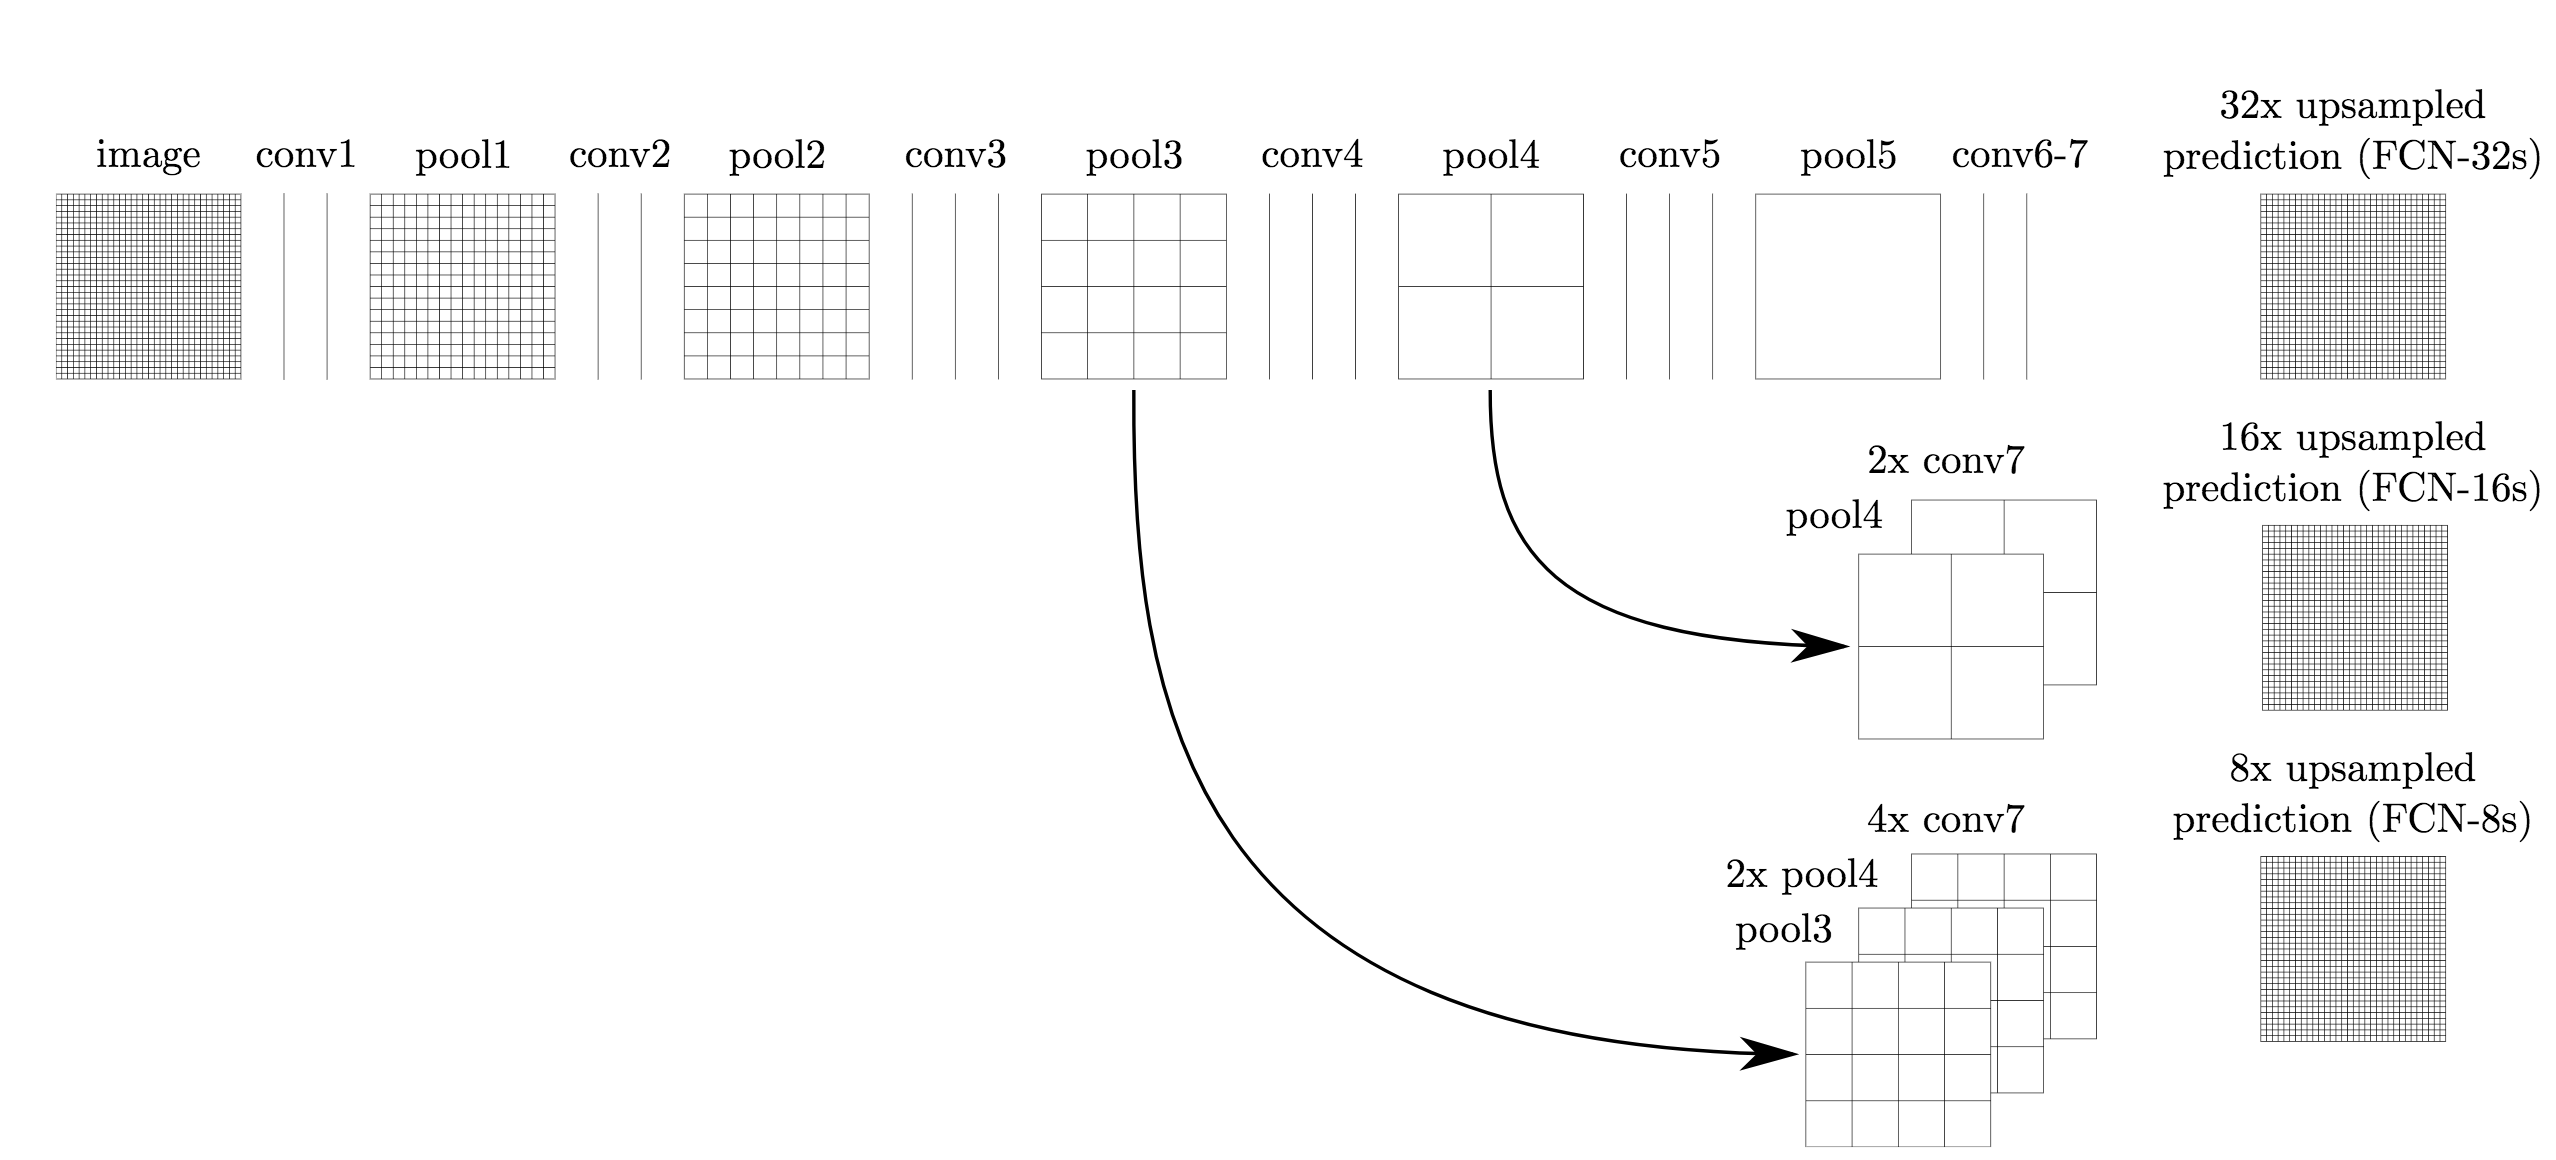 image conv1 pool1 conv2 pool2 conv3 pool3 conv4 pool4 conv5 pool5 conv6-7
32x upsampled
prediction (FCN-32s)
2x conv7
pool4
16x upsampled
prediction (FCN-16s)
4x conv7
2x pool4
pool3
8x upsampled
prediction (FCN-8s)